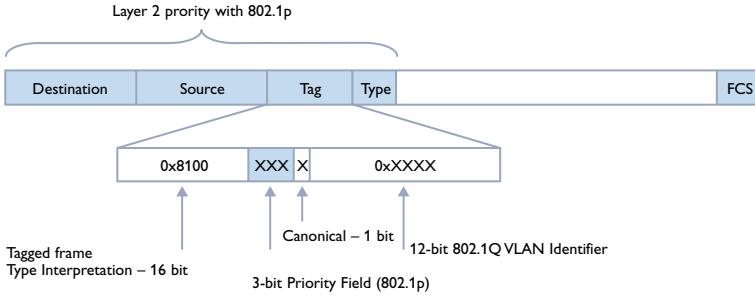 Layer 2 prority with 802.1p
Destination Source Tag Type FCS
0x8100 XXX X 0xXXXX
Canonical – 1 bit
12-bit 802.1Q VLAN Identifier
Tagged frame
Type Interpretation – 16 bit
3-bit Priority Field (802.1p)